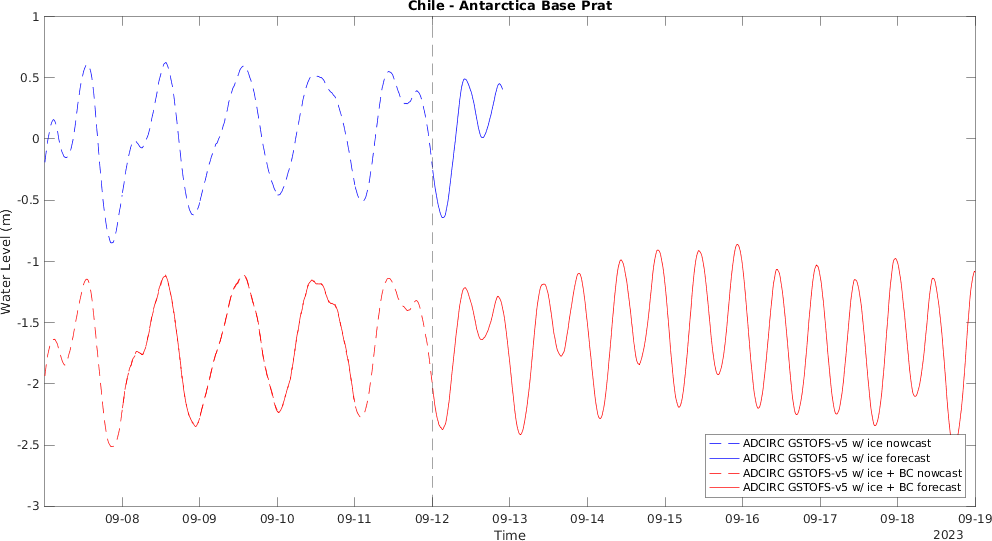 Chile - Antarctica Base Prat
1
0.5
0
-0.5
-1
-1.5
-2
-2.5
-3
Water Level (m)
ADCIRC GSTOFS-v5 w/ ice nowcast
ADCIRC GSTOFS-v5 w/ ice forecast
ADCIRC GSTOFS-v5 w/ ice + BC nowcast
ADCIRC GSTOFS-v5 w/ ice + BC forecast
09-08 09-09 09-10 09-11 09-12 09-13 09-14 09-15 09-16 09-17 09-18 09-19
Time
2023